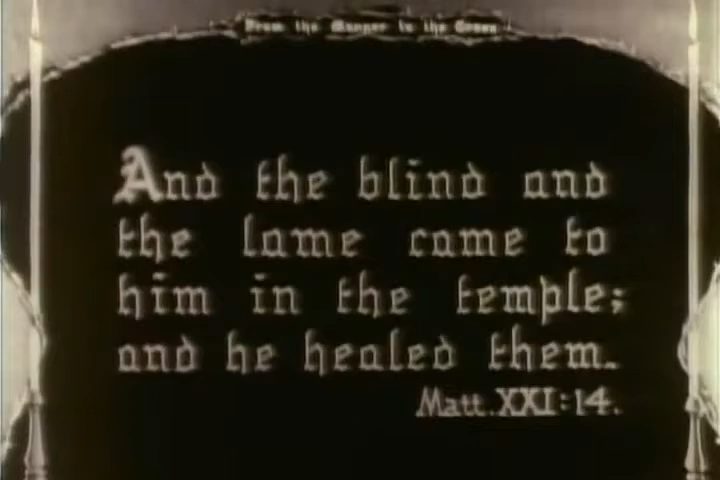 From the Manger to the Cross
And the blind and
the lame came to
him in the temple;
and he healed them.
Matt.XXI:14.